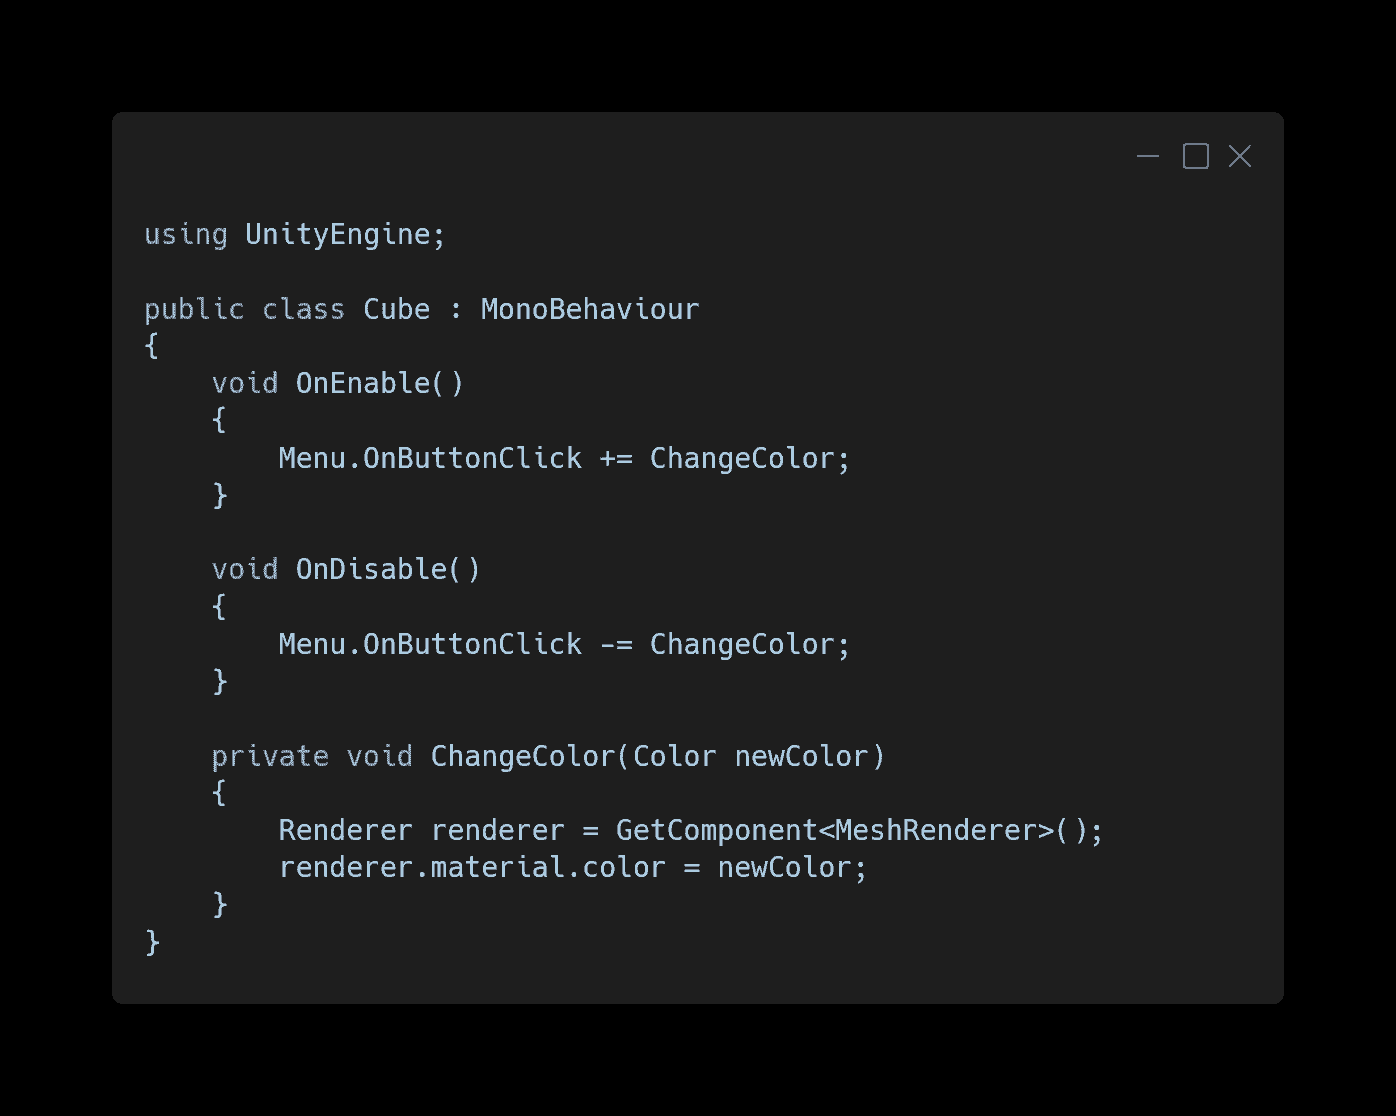 using UnityEngine;
public class Cube : MonoBehaviour
{
    void OnEnable()
    {
        Menu.OnButtonClick += ChangeColor;
    }
    void OnDisable()
    {
        Menu.OnButtonClick -= ChangeColor;
    }
    private void ChangeColor(Color newColor)
    {
        Renderer renderer = GetComponent<MeshRenderer>();
        renderer.material.color = newColor;
    }
}